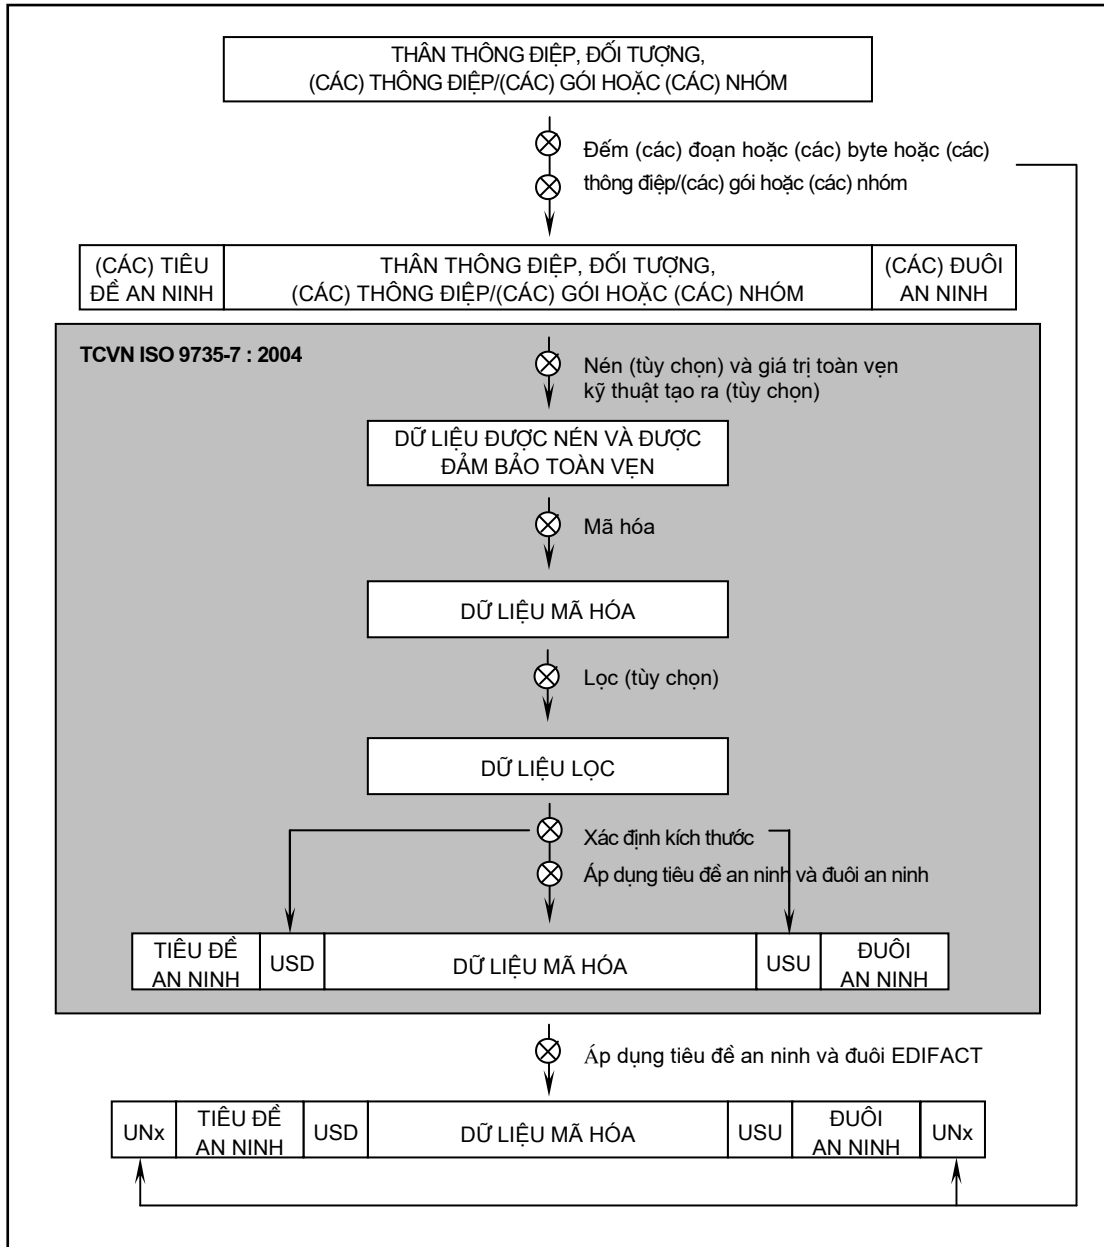 THÂN THÔNG ĐIỆP, ĐỐI TƯỢNG,
(CÁC) THÔNG ĐIỆP/(CÁC) GÓI HOẶC (CÁC) NHÓM
Đếm (các) đoạn hoặc (các) byte hoặc (các)
thông điệp/(các) gói hoặc (các) nhóm
(CÁC) TIÊU
ĐỀ AN NINH
THÂN THÔNG ĐIỆP, ĐỐI TƯỢNG,
(CÁC) THÔNG ĐIỆP/(CÁC) GÓI HOẶC (CÁC) NHÓM
(CÁC) ĐUÔI
AN NINH
TCVN ISO 9735-7 : 2004
Nén (tùy chọn) và giá trị toàn vẹn
kỹ thuật tạo ra (tùy chọn)
DỮ LIỆU ĐƯỢC NÉN VÀ ĐƯỢC
ĐẢM BẢO TOÀN VẸN
Mã hóa
DỮ LIỆU MÃ HÓA
Lọc (tùy chọn)
DỮ LIỆU LỌC
Xác định kích thước
Áp dụng tiêu đề an ninh và đuôi an ninh
TIÊU ĐỀ
AN NINH
USD
DỮ LIỆU MÃ HÓA
USU
ĐUÔI
AN NINH
Áp dụng tiêu đề an ninh và đuôi EDIFACT
UNx
TIÊU ĐỀ
AN NINH
USD
DỮ LIỆU MÃ HÓA
USU
ĐUÔI
AN NINH
UNx